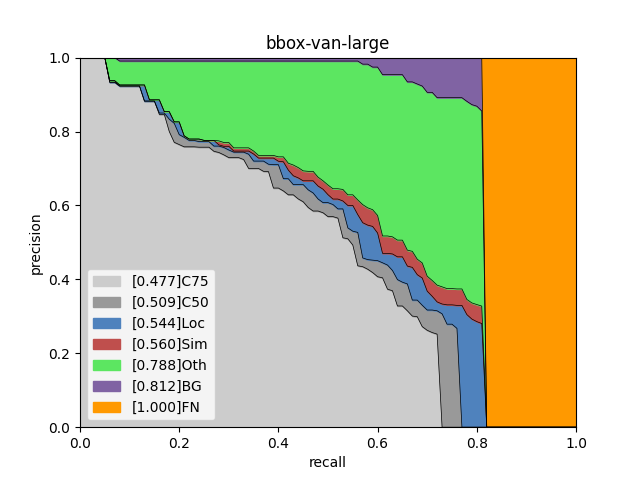 bbox-van-large
precision
1.0
0.8
0.6
0.4
0.2
0.0
[0.477]C75
[0.509]C50
[0.544]Loc
[0.560]Sim
[0.788]Oth
[0.812]BG
[1.000]FN
0.0 0.2 0.4 0.6 0.8 1.0
recall